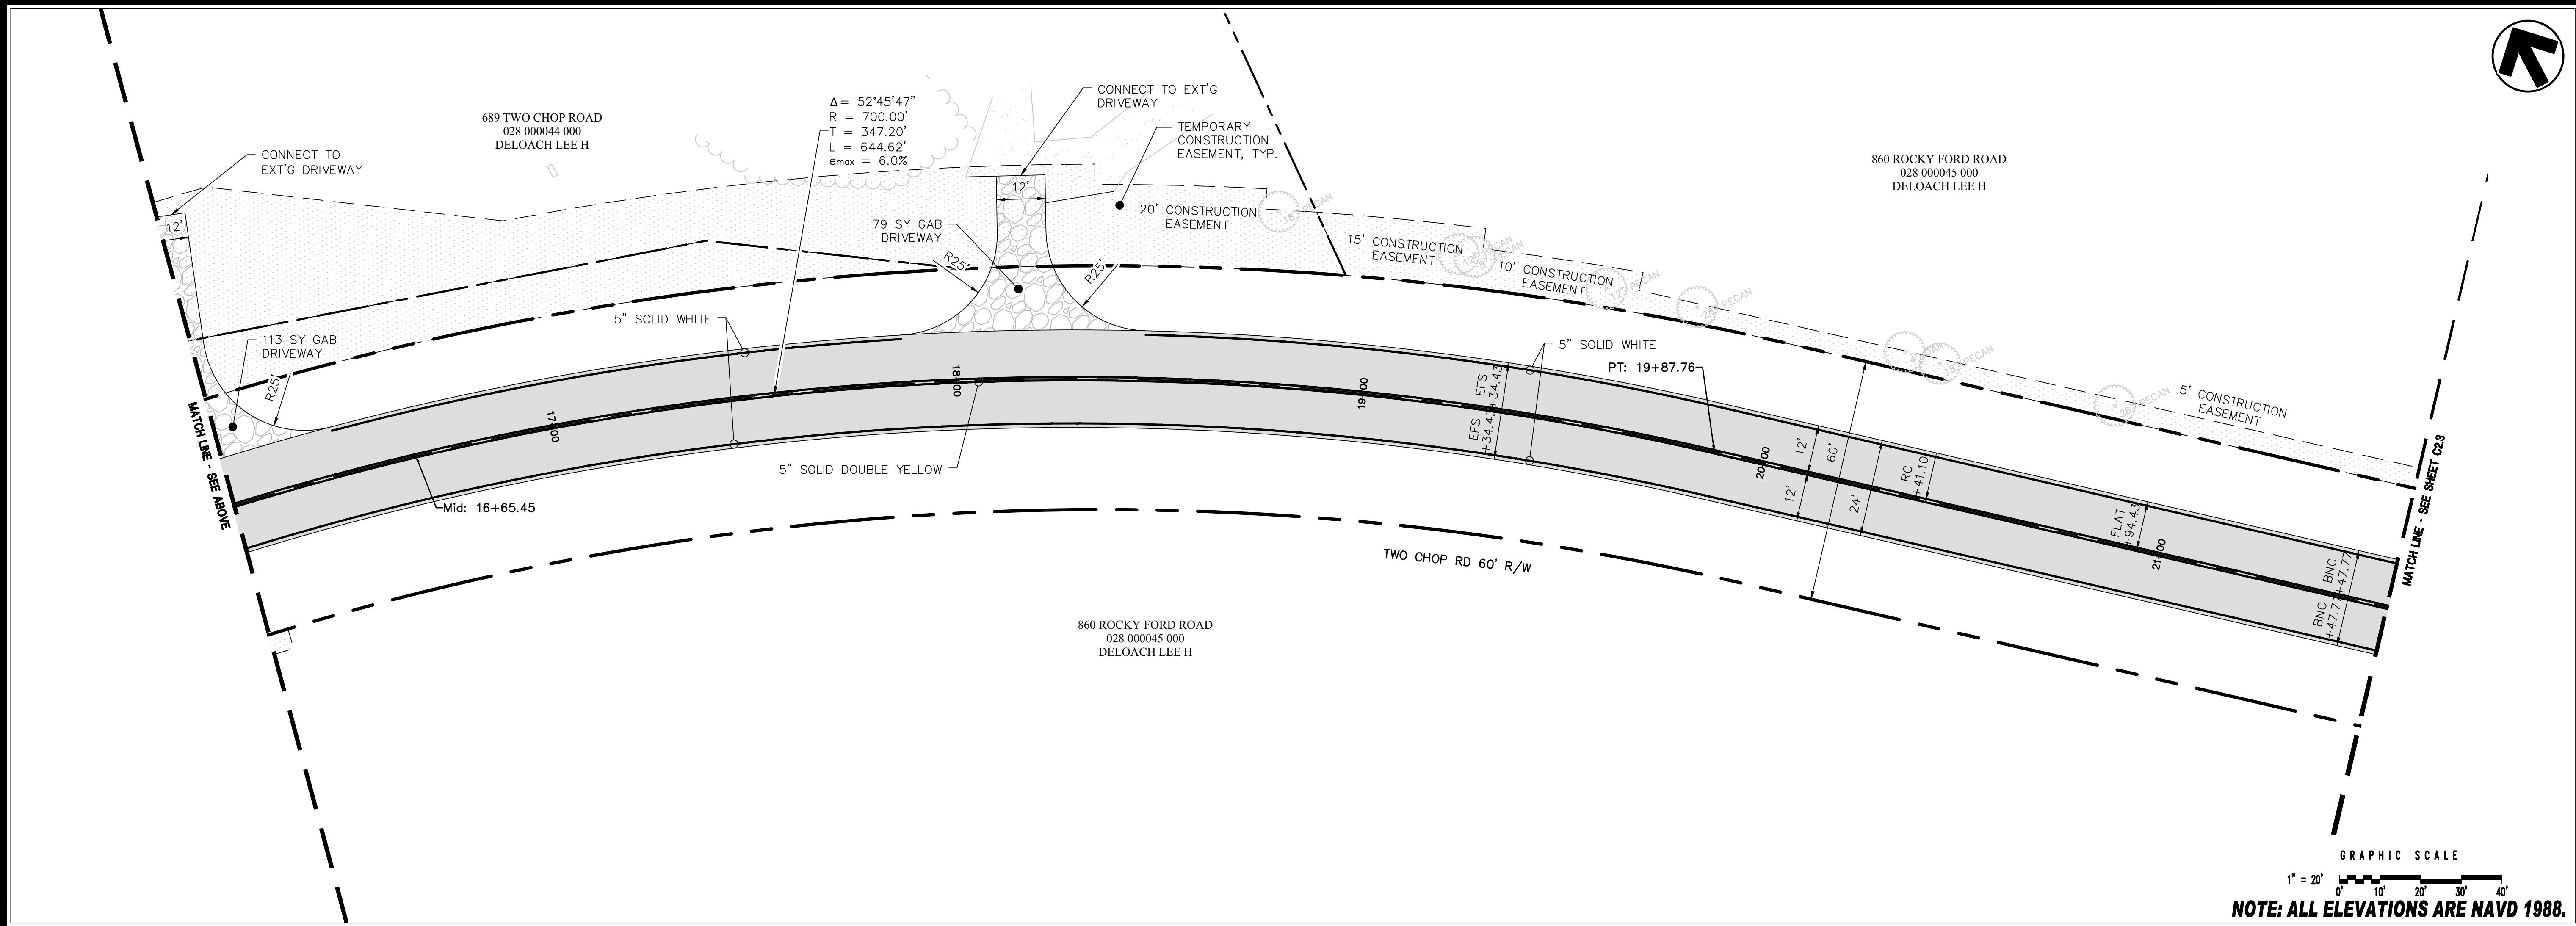 689 TWO CHOP ROAD
028 000044 000
DELOACH LEE H
CONNECT TO
EXT'G DRIVEWAY
12'
Δ= 52°45'47"
R = 700.00'
T = 347.20'
L = 644.62'
emax = 6.0%
CONNECT TO EXT'G
DRIVEWAY
12'
TEMPORARY
CONSTRUCTION
EASEMENT, TYP.
79 SY GAB
DRIVEWAY
R25'
R25'
20' CONSTRUCTION
EASEMENT
15' CONSTRUCTION
EASEMENT
10' CONSTRUCTION
EASEMENT
5' CONSTRUCTION
EASEMENT
PECAN
PECAN
PECAN
PECAN
860 ROCKY FORD ROAD
028 000045 000
DELOACH LEE H
113 SY GAB
DRIVEWAY
R25'
5" SOLID WHITE
5" SOLID WHITE
5" SOLID DOUBLE YELLOW
MATCH LINE - SEE ABOVE
Mid: 16+65.45
17+00
18+00
19+00
EFS
+34.43
EFS
+34.43
PT: 19+87.76
20+00
12'
12'
60'
24'
RC
+41.10
FLAT
+94.43
21+00
BNC
+47.77
BNC
+47.77
MATCH LINE - SEE SHEET C2.3
TWO CHOP RD 60' R/W
860 ROCKY FORD ROAD
028 000045 000
DELOACH LEE H
GRAPHIC SCALE
1" = 20'
0' 10' 20' 30' 40'
NOTE: ALL ELEVATIONS ARE NAVD 1988.